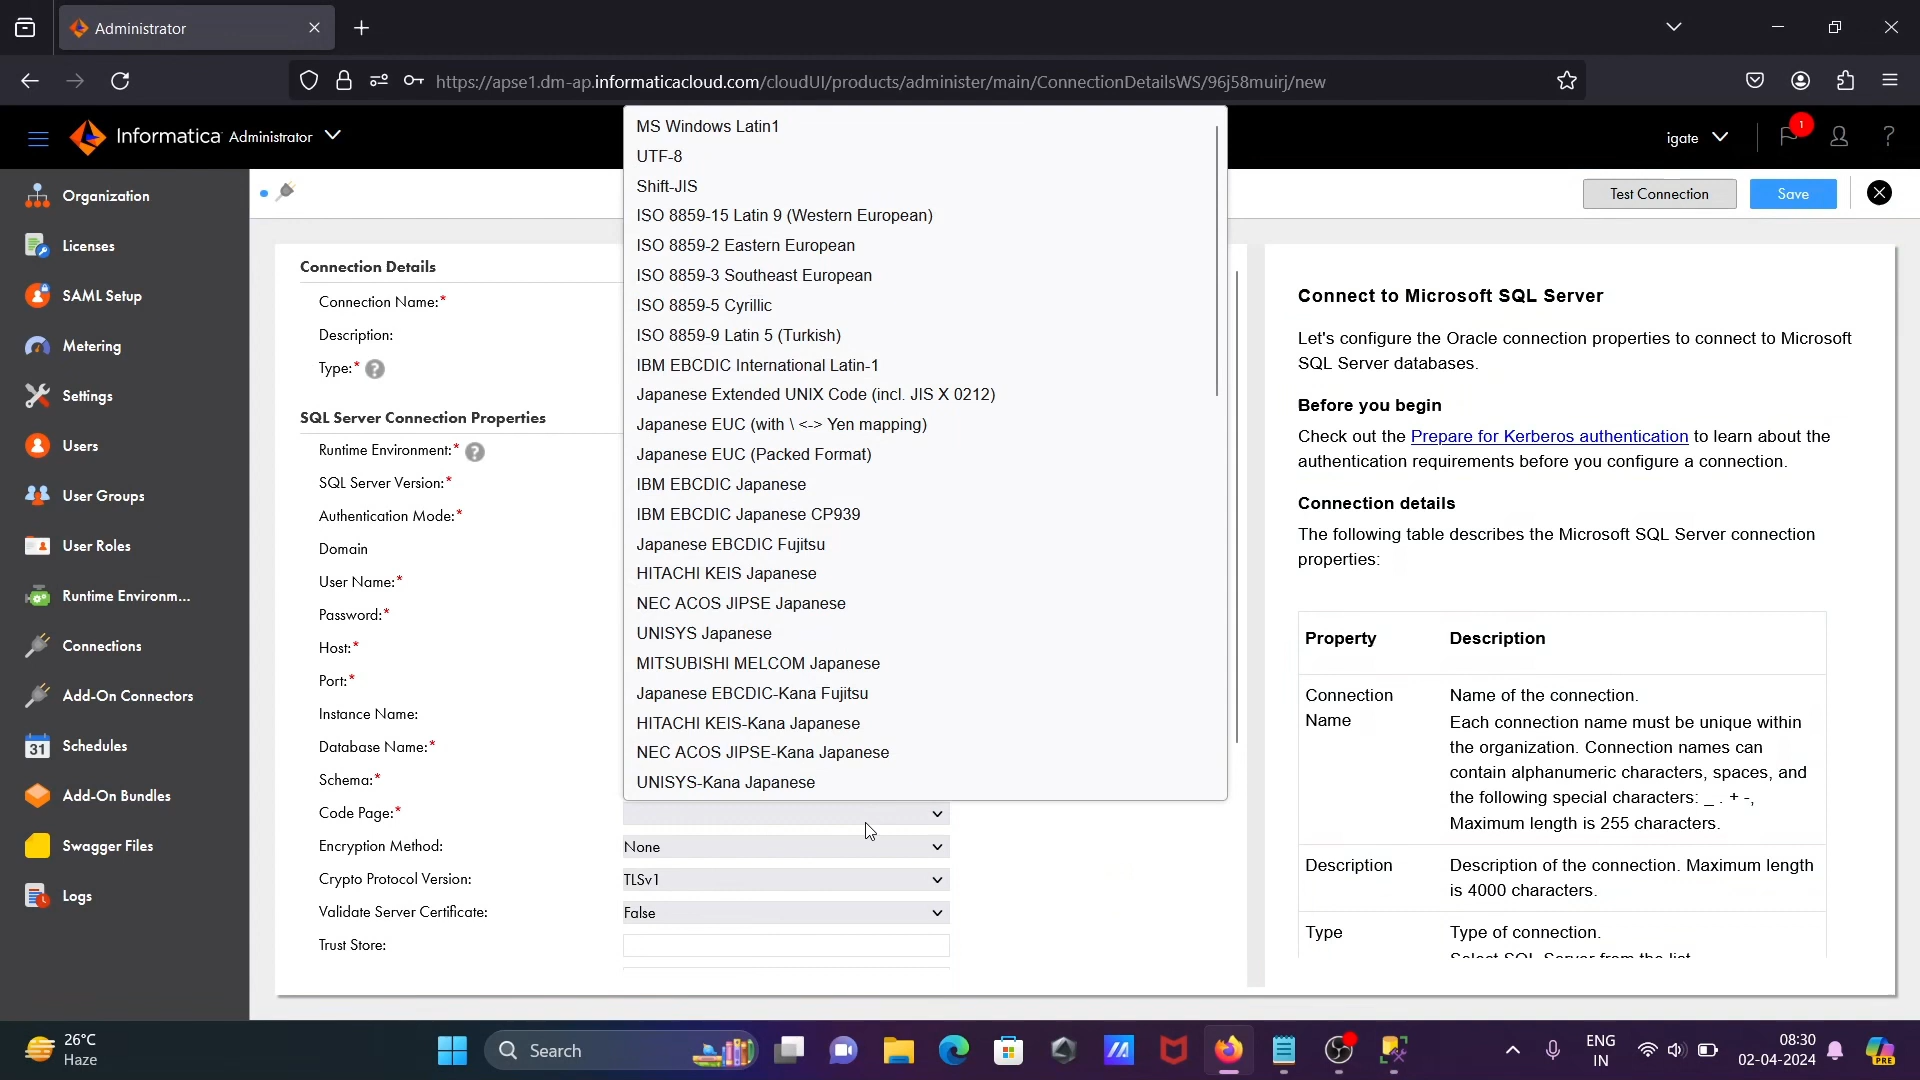 Administrator
https://apse1.dm-ap.informaticacloud.com/cloudUI/products/administer/main/ConnectionDetailsWS/96j58muirj/new
Informatica Administrator
igate
1
Organization
Licenses
SAML Setup
Metering
Settings
Users
User Groups
User Roles
Runtime Environm...
Connections
Add-On Connectors
31 Schedules
Add-On Bundles
Swagger Files
Logs
Test Connection
Save
Connection Details
Connection Name:*
Description:
Type:* ?
SQL Server Connection Properties
Runtime Environment:* ?
SQL Server Version:*
Authentication Mode:*
Domain
User Name:*
Password:*
Host:*
Port:*
Instance Name:
Database Name:*
Schema:*
Code Page:*
Encryption Method: None
Crypto Protocol Version: TLSv1
Validate Server Certificate: False
Trust Store:
MS Windows Latin1
UTF-8
Shift-JIS
ISO 8859-15 Latin 9 (Western European)
ISO 8859-2 Eastern European
ISO 8859-3 Southeast European
ISO 8859-5 Cyrillic
ISO 8859-9 Latin 5 (Turkish)
IBM EBCDIC International Latin-1
Japanese Extended UNIX Code (incl. JIS X 0212)
Japanese EUC (with \ <-> Yen mapping)
Japanese EUC (Packed Format)
IBM EBCDIC Japanese
IBM EBCDIC Japanese CP939
Japanese EBCDIC Fujitsu
HITACHI KEIS Japanese
NEC ACOS JIPSE Japanese
UNISYS Japanese
MITSUBISHI MELCOM Japanese
Japanese EBCDIC-Kana Fujitsu
HITACHI KEIS-Kana Japanese
NEC ACOS JIPSE-Kana Japanese
UNISYS-Kana Japanese
Connect to Microsoft SQL Server
Let's configure the Oracle connection properties to connect to Microsoft
SQL Server databases.
Before you begin
Check out the Prepare for Kerberos authentication to learn about the
authentication requirements before you configure a connection.
Connection details
The following table describes the Microsoft SQL Server connection
properties:
Property Description
Connection Name
Name of the connection.
Each connection name must be unique within
the organization. Connection names can
contain alphanumeric characters, spaces, and
the following special characters: _ . + -,
Maximum length is 255 characters.
Description
Description of the connection. Maximum length
is 4000 characters.
Type
Type of connection.
Select SQL Server from the list.
26°C
Haze
Search
ENG
IN
08:30
02-04-2024
PRE